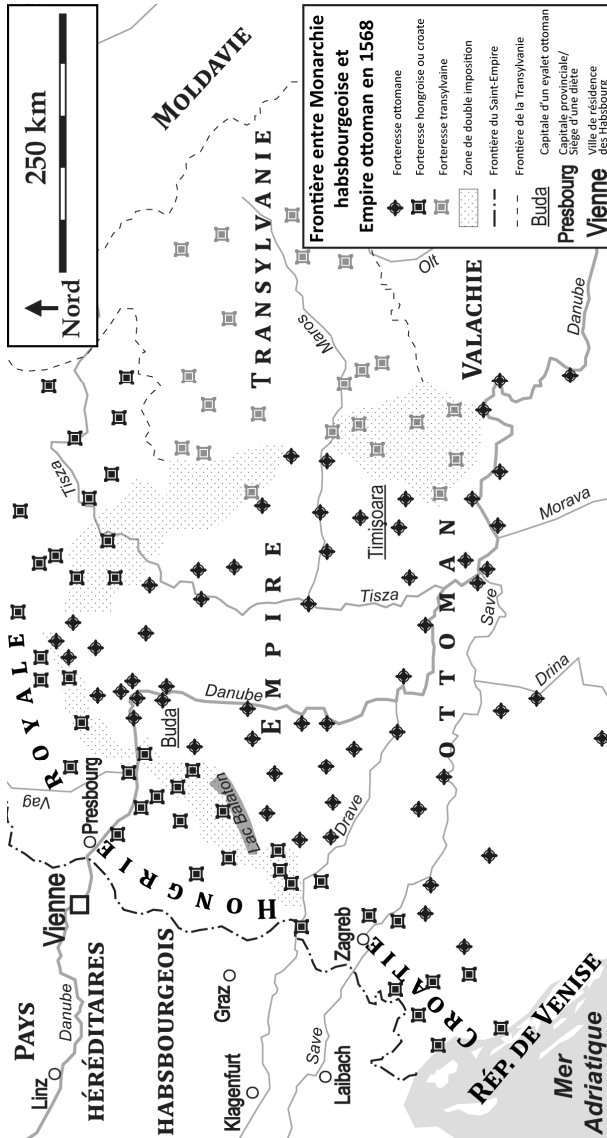 250 km
Nord
Frontière entre Monarchie
habsbourgeoise et
Empire ottoman en 1568
Forteresse ottomane
Forteresse hongroise ou croate
Forteresse transylvaine
Zone de double imposition
Frontière du Saint-Empire
Frontière de la Transylvanie
Buda
Capitale d'un eyalet ottoman
Presbourg
Capitale provinciale/
Siège d'une diète
Vienne
Ville de résidence
des Habsbourg
MOLDAVIE
TRANSYLVANIE
VALACHIE
Olt
Maros
Danube
Tisza
Timisoara
Morava
Tisza
Save
EMPIRE
OTTOMAN
Drina
Danube
Buda
ROYALE
HONGRIE
Vag
Presbourg
Vienne
Lac Balaton
Drave
Zagreb
CROATIE
PAYS
HÉRÉDITAIRES
HABSBOURGEOIS
Danube
Linz
Graz
Klagenfurt
Save
Laibach
RÉP. DE VENISE
Mer
Adriatique